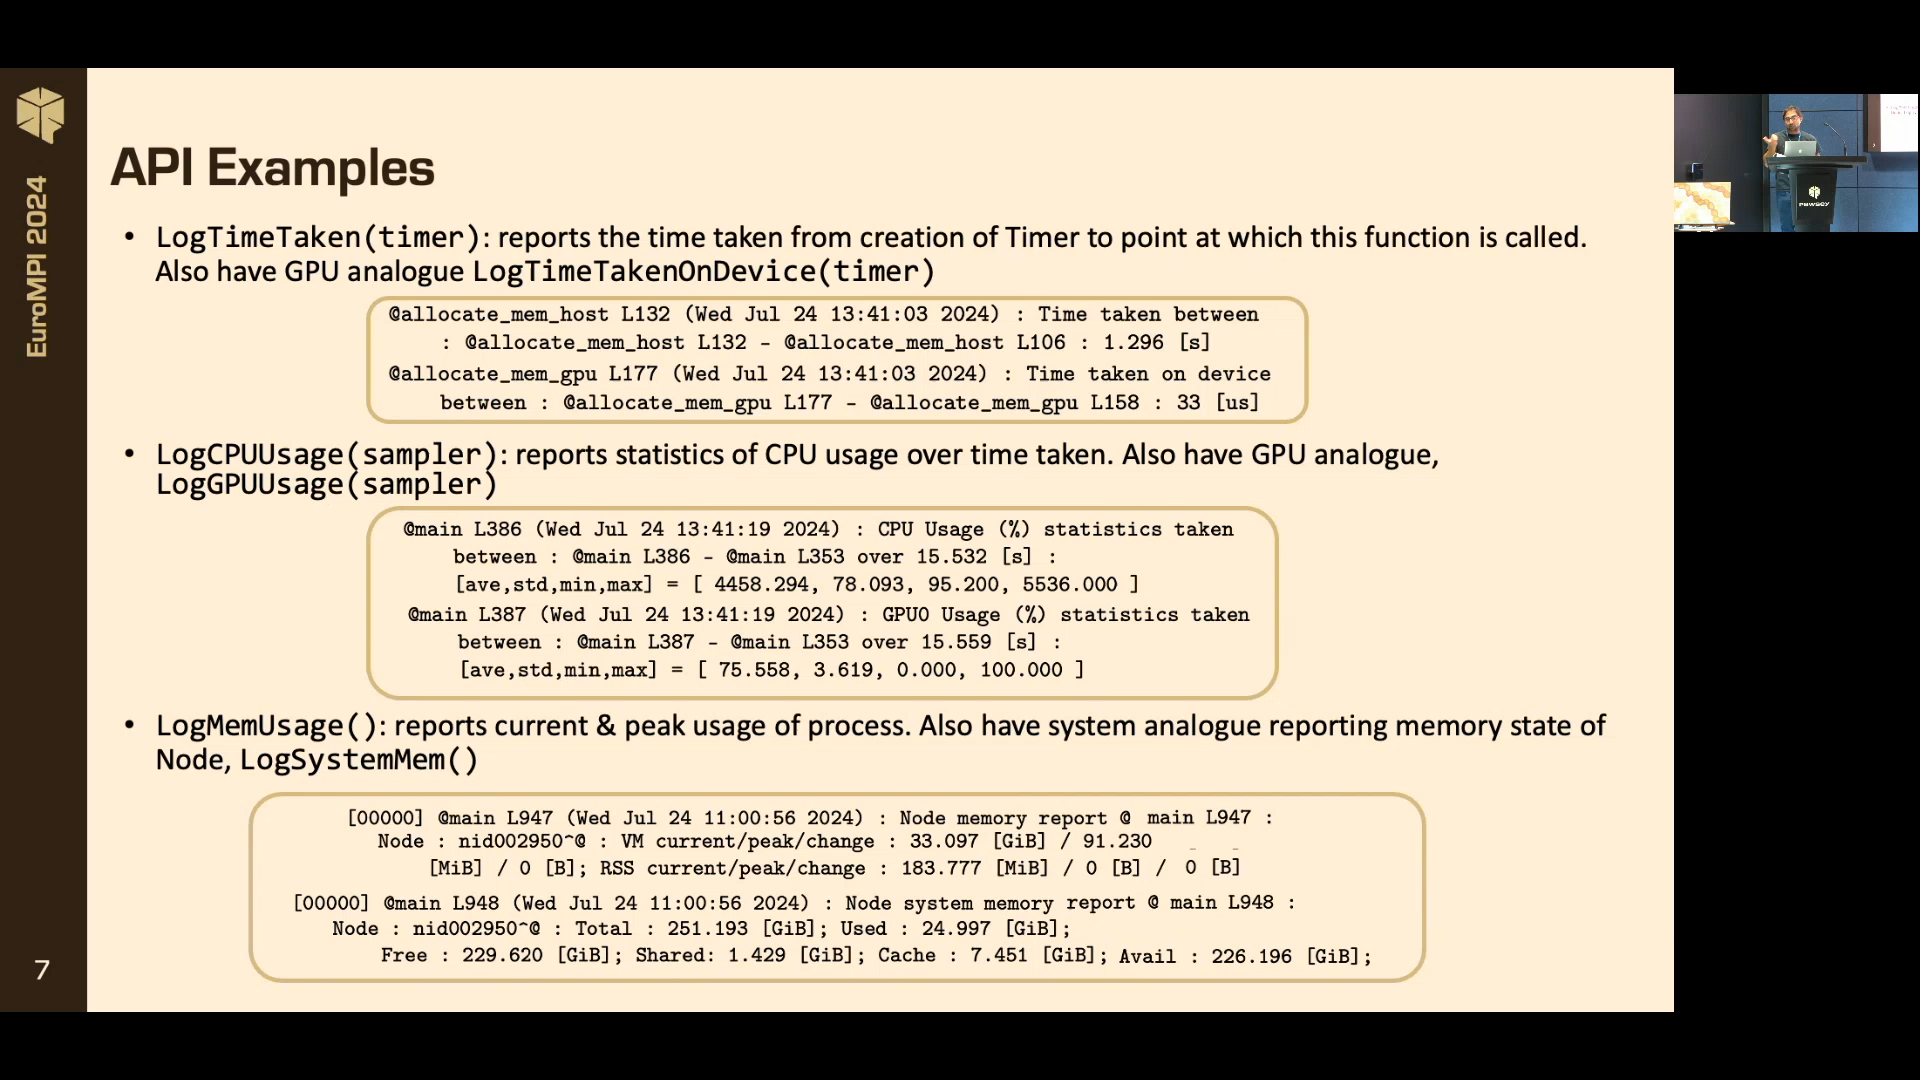 EuroMPI 2024
API Examples
• LogTimeTaken(timer): reports the time taken from creation of Timer to point at which this function is called.
Also have GPU analogue LogTimeTakenOnDevice(timer)
@allocate_mem_host L132 (Wed Jul 24 13:41:03 2024) : Time taken between
: @allocate_mem_host L132 - @allocate_mem_host L106 : 1.296 [s]
@allocate_mem_gpu L177 (Wed Jul 24 13:41:03 2024) : Time taken on device
between : @allocate_mem_gpu L177 - @allocate_mem_gpu L158 : 33 [us]
• LogCPUUsage(sampler): reports statistics of CPU usage over time taken. Also have GPU analogue,
LogGPUUsage(sampler)
@main L386 (Wed Jul 24 13:41:19 2024) : CPU Usage (%) statistics taken
between : @main L386 - @main L353 over 15.532 [s] :
[ave,std,min,max] = [ 4458.294, 78.093, 95.200, 5536.000 ]
@main L387 (Wed Jul 24 13:41:19 2024) : GPU0 Usage (%) statistics taken
between : @main L387 - @main L353 over 15.559 [s] :
[ave,std,min,max] = [ 75.558, 3.619, 0.000, 100.000 ]
• LogMemUsage(): reports current & peak usage of process. Also have system analogue reporting memory state of
Node, LogSystemMem()
[00000] @main L947 (Wed Jul 24 11:00:56 2024) : Node memory report @ main L947 :
Node : nid002950^@ : VM current/peak/change : 33.097 [GiB] / 91.230
[MiB] / 0 [B]; RSS current/peak/change : 183.777 [MiB] / 0 [B] / 0 [B]
[00000] @main L948 (Wed Jul 24 11:00:56 2024) : Node system memory report @ main L948 :
Node : nid002950^@ : Total : 251.193 [GiB]; Used : 24.997 [GiB];
Free : 229.620 [GiB]; Shared: 1.429 [GiB]; Cache : 7.451 [GiB]; Avail : 226.196 [GiB];
7
PAWSEY